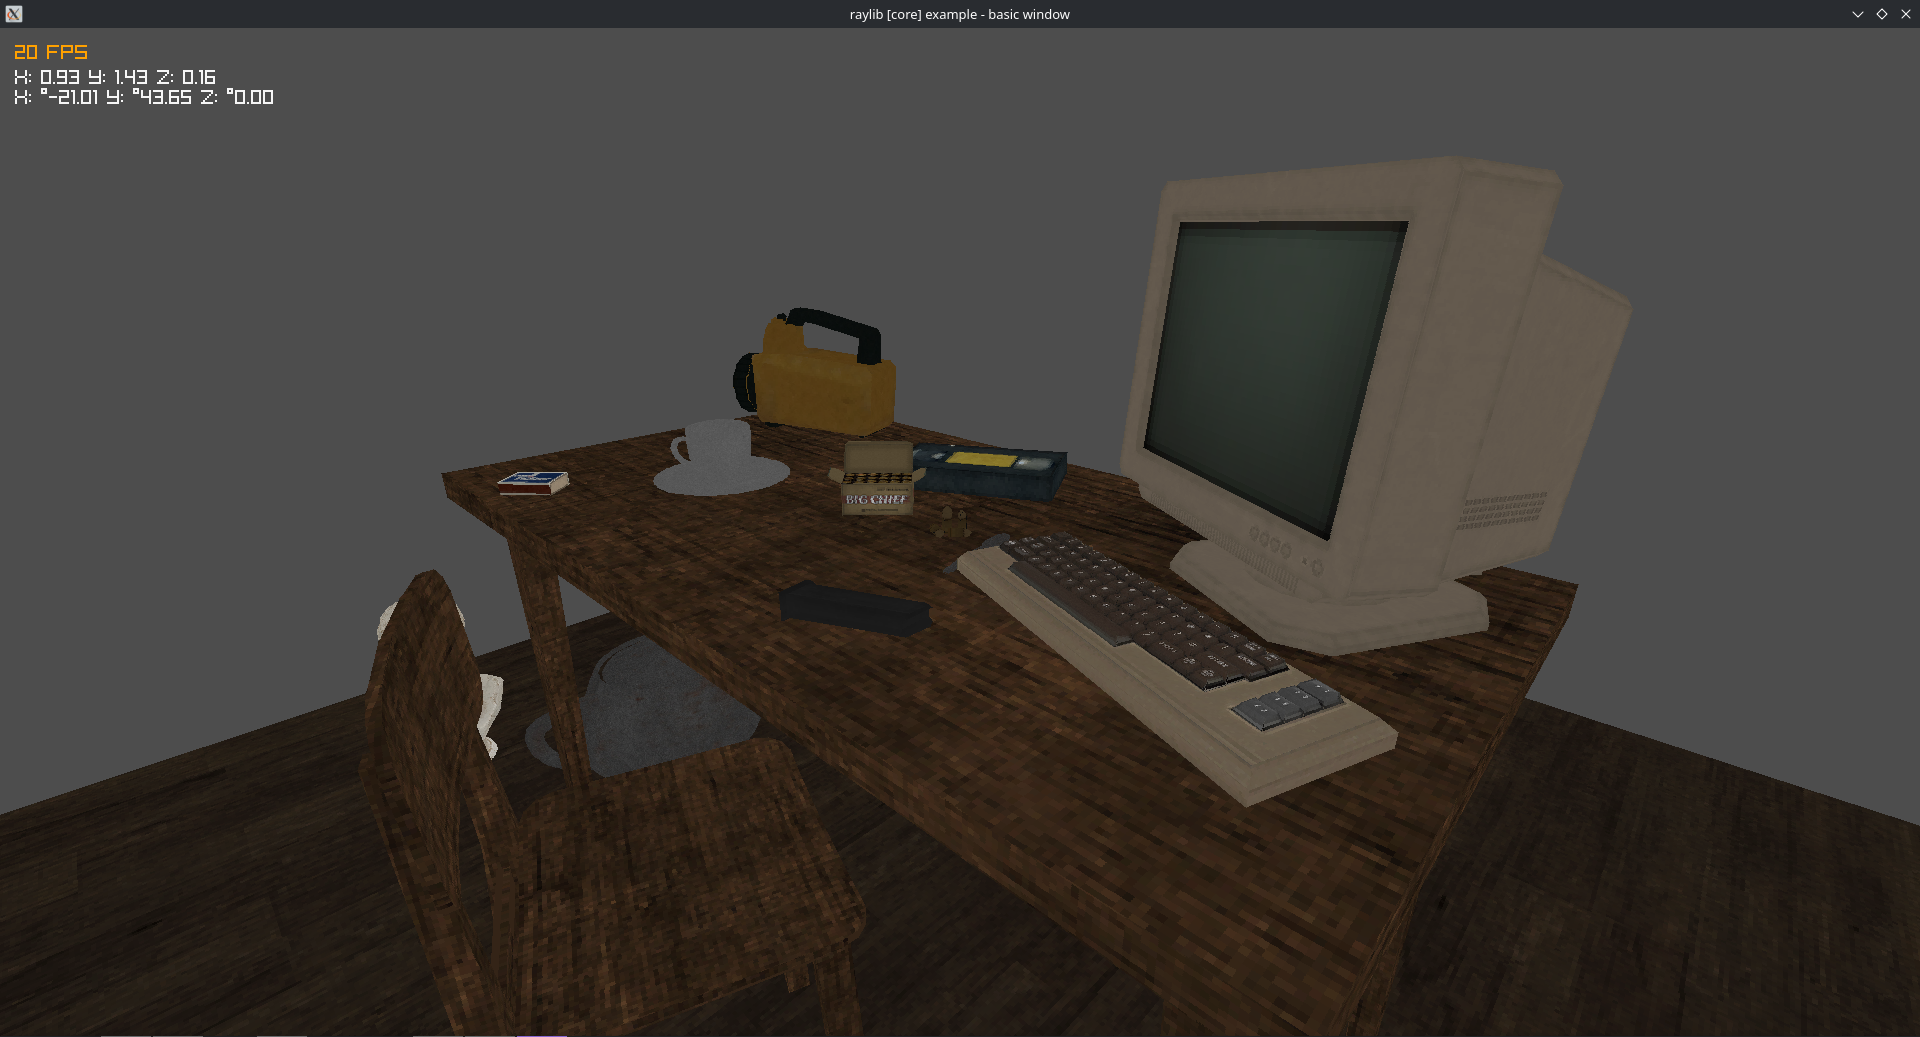 raylib [core] example - basic window
20 FPS
X: 0.93 Y: 1.43 Z: 0.16
X: °-21.01 Y: °43.65 Z: °0.00
BIG CHIEF